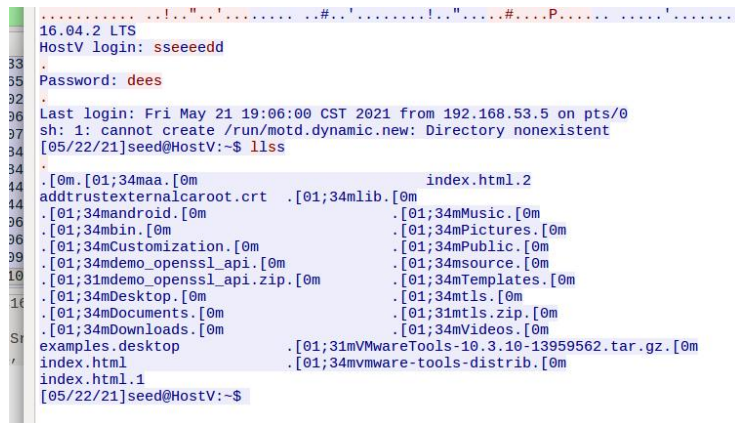 ........... ..!.."..'....... ..#..'........!..".....#....P...... .....'.......
16.04.2 LTS
HostV login: sseeeedd
.
Password: dees
.
Last login: Fri May 21 19:06:00 CST 2021 from 192.168.53.5 on pts/0
sh: 1: cannot create /run/motd.dynamic.new: Directory nonexistent
[05/22/21]seed@HostV:~$ llss
.
.[0m.[01;34maa.[0m                          index.html.2
addtrustexternalcaroot.crt  .[01;34mlib.[0m
.[01;34mandroid.[0m                     .[01;34mMusic.[0m
.[01;34mbin.[0m                         .[01;34mPictures.[0m
.[01;34mCustomization.[0m               .[01;34mPublic.[0m
.[01;34mdemo_openssl_api.[0m            .[01;34msource.[0m
.[01;31mdemo_openssl_api.zip.[0m        .[01;34mTemplates.[0m
.[01;34mDesktop.[0m                     .[01;34mtls.[0m
.[01;34mDocuments.[0m                   .[01;31mtls.zip.[0m
.[01;34mDownloads.[0m                   .[01;34mVideos.[0m
examples.desktop            .[01;31mVMwareTools-10.3.10-13959562.tar.gz.[0m
index.html                  .[01;34mvmware-tools-distrib.[0m
index.html.1
[05/22/21]seed@HostV:~$